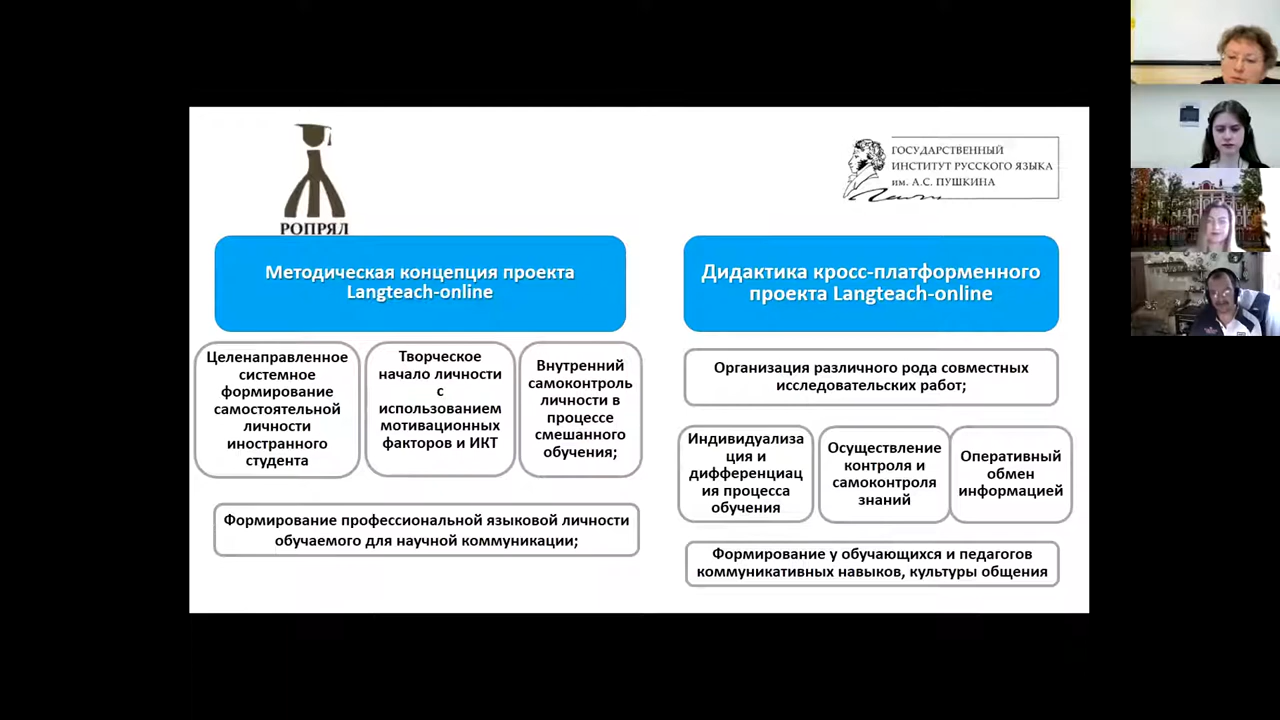 РОПРЯЛ
ГОСУДАРСТВЕННЫЙ
ИНСТИТУТ РУССКОГО ЯЗЫКА
им. А.С. ПУШКИНА
Методическая концепция проекта
Langteach-online
Целенаправленное
системное
формирование
самостоятельной
личности
иностранного
студента
Творческое
начало личности
с
использованием
мотивационных
факторов и ИКТ
Внутренний
самоконтроль
личности в
процессе
смешанного
обучения;
Формирование профессиональной языковой личности
обучаемого для научной коммуникации;
Дидактика кросс-платформенного
проекта Langteach-online
Организация различного рода совместных
исследовательских работ;
Индивидуализа
ция и
дифференциац
ия процесса
обучения
Осуществление
контроля и
самоконтроля
знаний
Оперативный
обмен
информацией
Формирование у обучающихся и педагогов
коммуникативных навыков, культуры общения